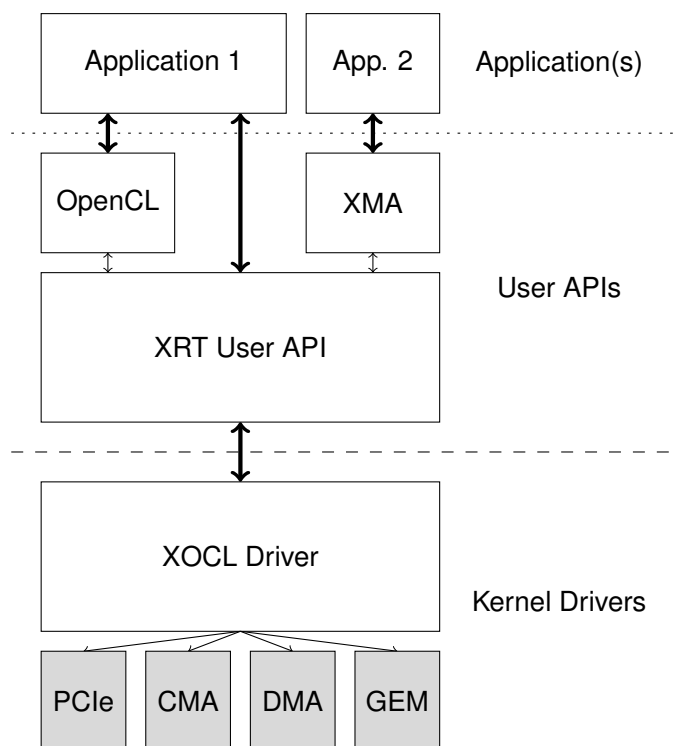 Application 1
App. 2
Application(s)
OpenCL
XMA
User APIs
XRT User API
XOCL Driver
Kernel Drivers
PCIe
CMA
DMA
GEM